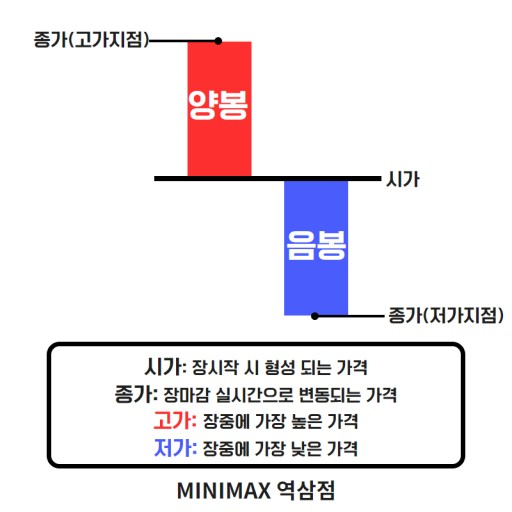 종가(고가지점)
양봉
시가
음봉
종가(저가지점)
시가: 장시작 시 형성 되는 가격
종가: 장마감 실시간으로 변동되는 가격
고가: 장중에 가장 높은 가격
저가: 장중에 가장 낮은 가격
MINIMAX 역삼점